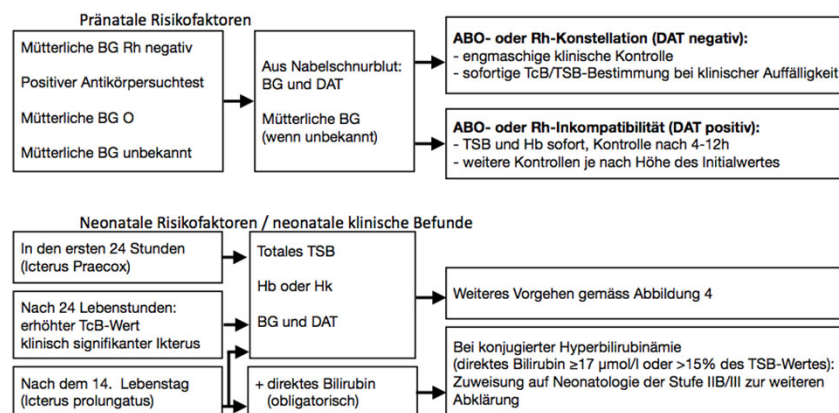 Pränatale Risikofaktoren
Mütterliche BG Rh negativ
Positiver Antikörpersuchtest
Mütterliche BG O
Mütterliche BG unbekannt
Aus Nabelschnurblut:
BG und DAT
Mütterliche BG
(wenn unbekannt)
ABO- oder Rh-Konstellation (DAT negativ):
- engmaschige klinische Kontrolle
- sofortige TcB/TSB-Bestimmung bei klinischer Auffälligkeit
ABO- oder Rh-Inkompatibilität (DAT positiv):
- TSB und Hb sofort, Kontrolle nach 4-12h
- weitere Kontrollen je nach Höhe des Initialwertes
Neonatale Risikofaktoren / neonatale klinische Befunde
In den ersten 24 Stunden
(Icterus Praecox)
Nach 24 Lebenstunden:
erhöhter TcB-Wert
klinisch signifikanter Ikterus
Nach dem 14. Lebenstag
(Icterus prolungatus)
Totales TSB
Hb oder Hk
BG und DAT
+ direktes Bilirubin
(obligatorisch)
Weiteres Vorgehen gemäss Abbildung 4
Bei konjugierter Hyperbilirubinämie
(direktes Bilirubin ≥17 µmol/l oder >15% des TSB-Wertes):
Zuweisung auf Neonatologie der Stufe IIB/III zur weiteren
Abklärung